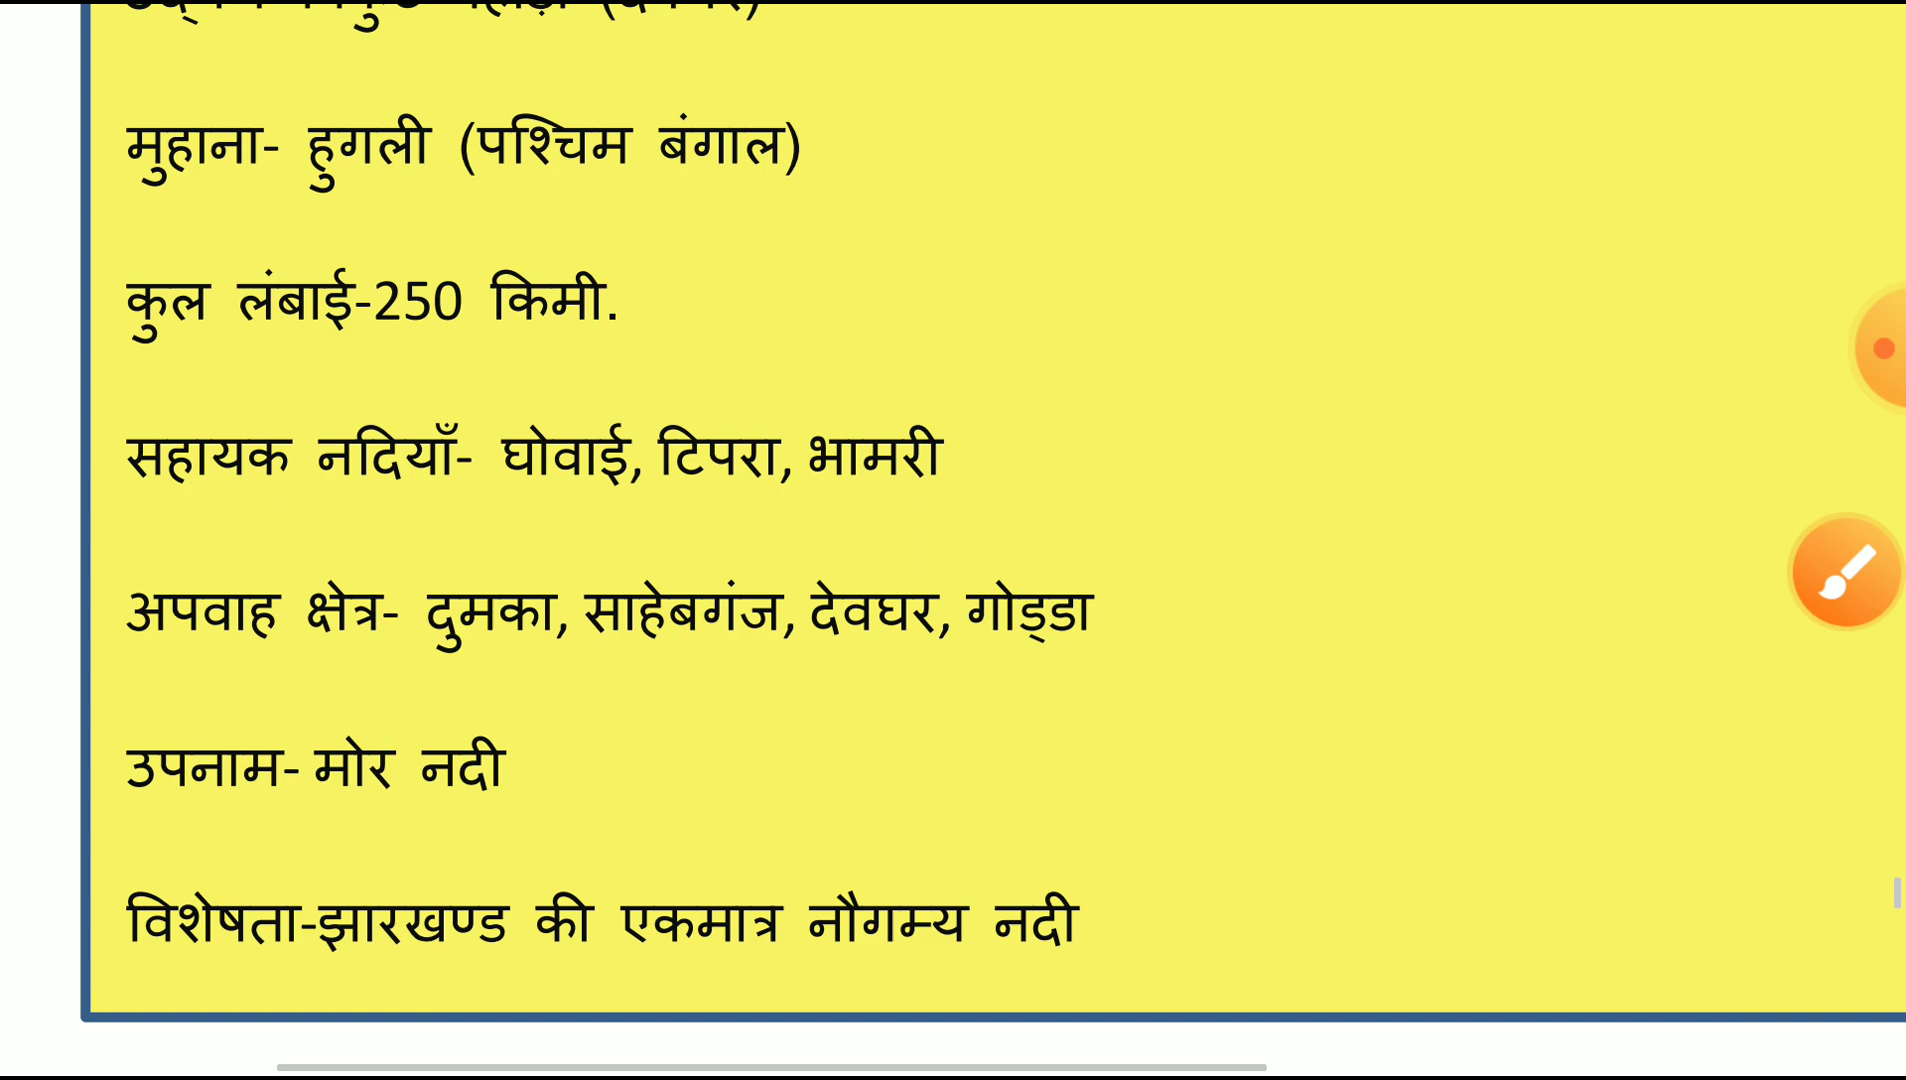 मुहाना- हुगली (पश्चिम बंगाल)
कुल लंबाई-250 किमी.
सहायक नदियाँ- घोवाई, टिपरा, भामरी
अपवाह क्षेत्र- दुमका, साहेबगंज, देवघर, गोड्डा
उपनाम- मोर नदी
विशेषता-झारखण्ड की एकमात्र नौगम्य नदी